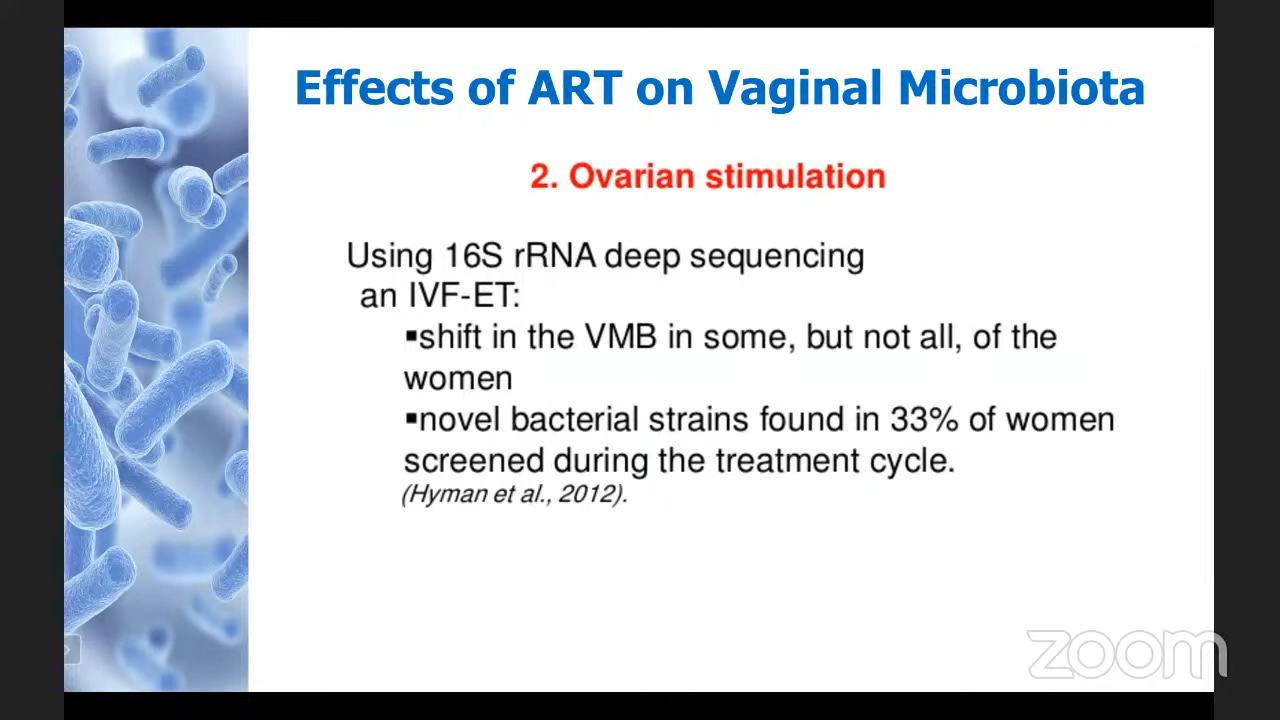 Effects of ART on Vaginal Microbiota
2. Ovarian stimulation
Using 16S rRNA deep sequencing
an IVF-ET:
▪shift in the VMB in some, but not all, of the
women
▪novel bacterial strains found in 33% of women
screened during the treatment cycle.
(Hyman et al., 2012).
zoom